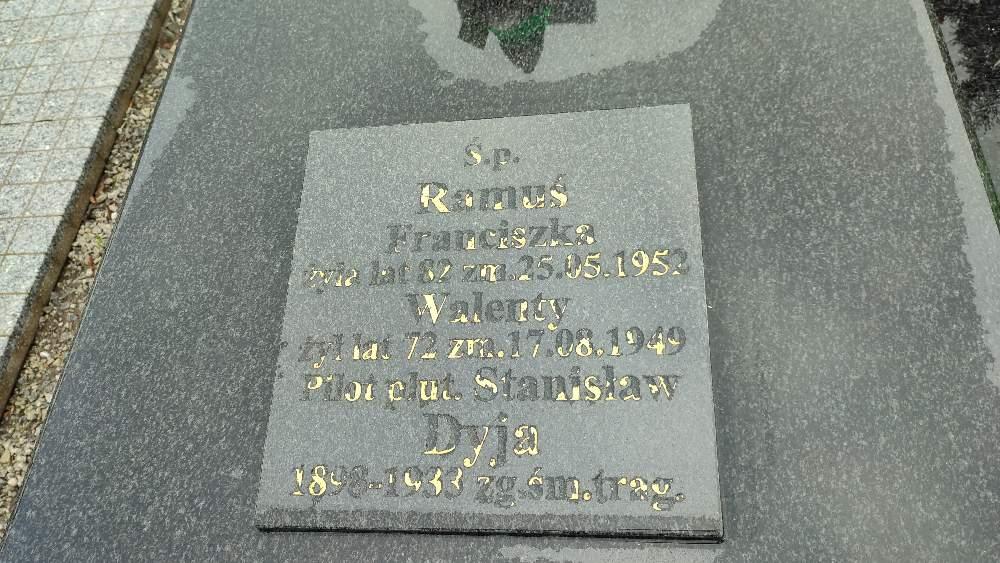 Ś.p.
Ramuś
Franciszka
żyła lat 82 zm.25.05.1952
Walenty
żył lat 72 zm.17.08.1949
Pilot plut. Stanisław
Dyja
1898-1933 zg.śm.trag.